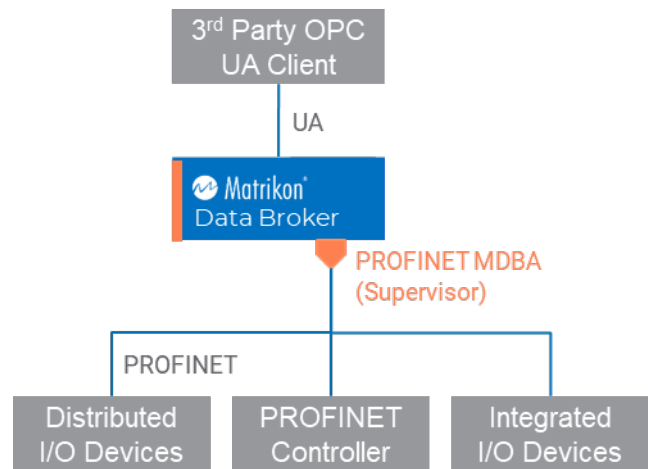 3rd Party OPC
UA Client
UA
Matrikon®
Data Broker
PROFINET MDBA
(Supervisor)
PROFINET
Distributed
I/O Devices
PROFINET
Controller
Integrated
I/O Devices